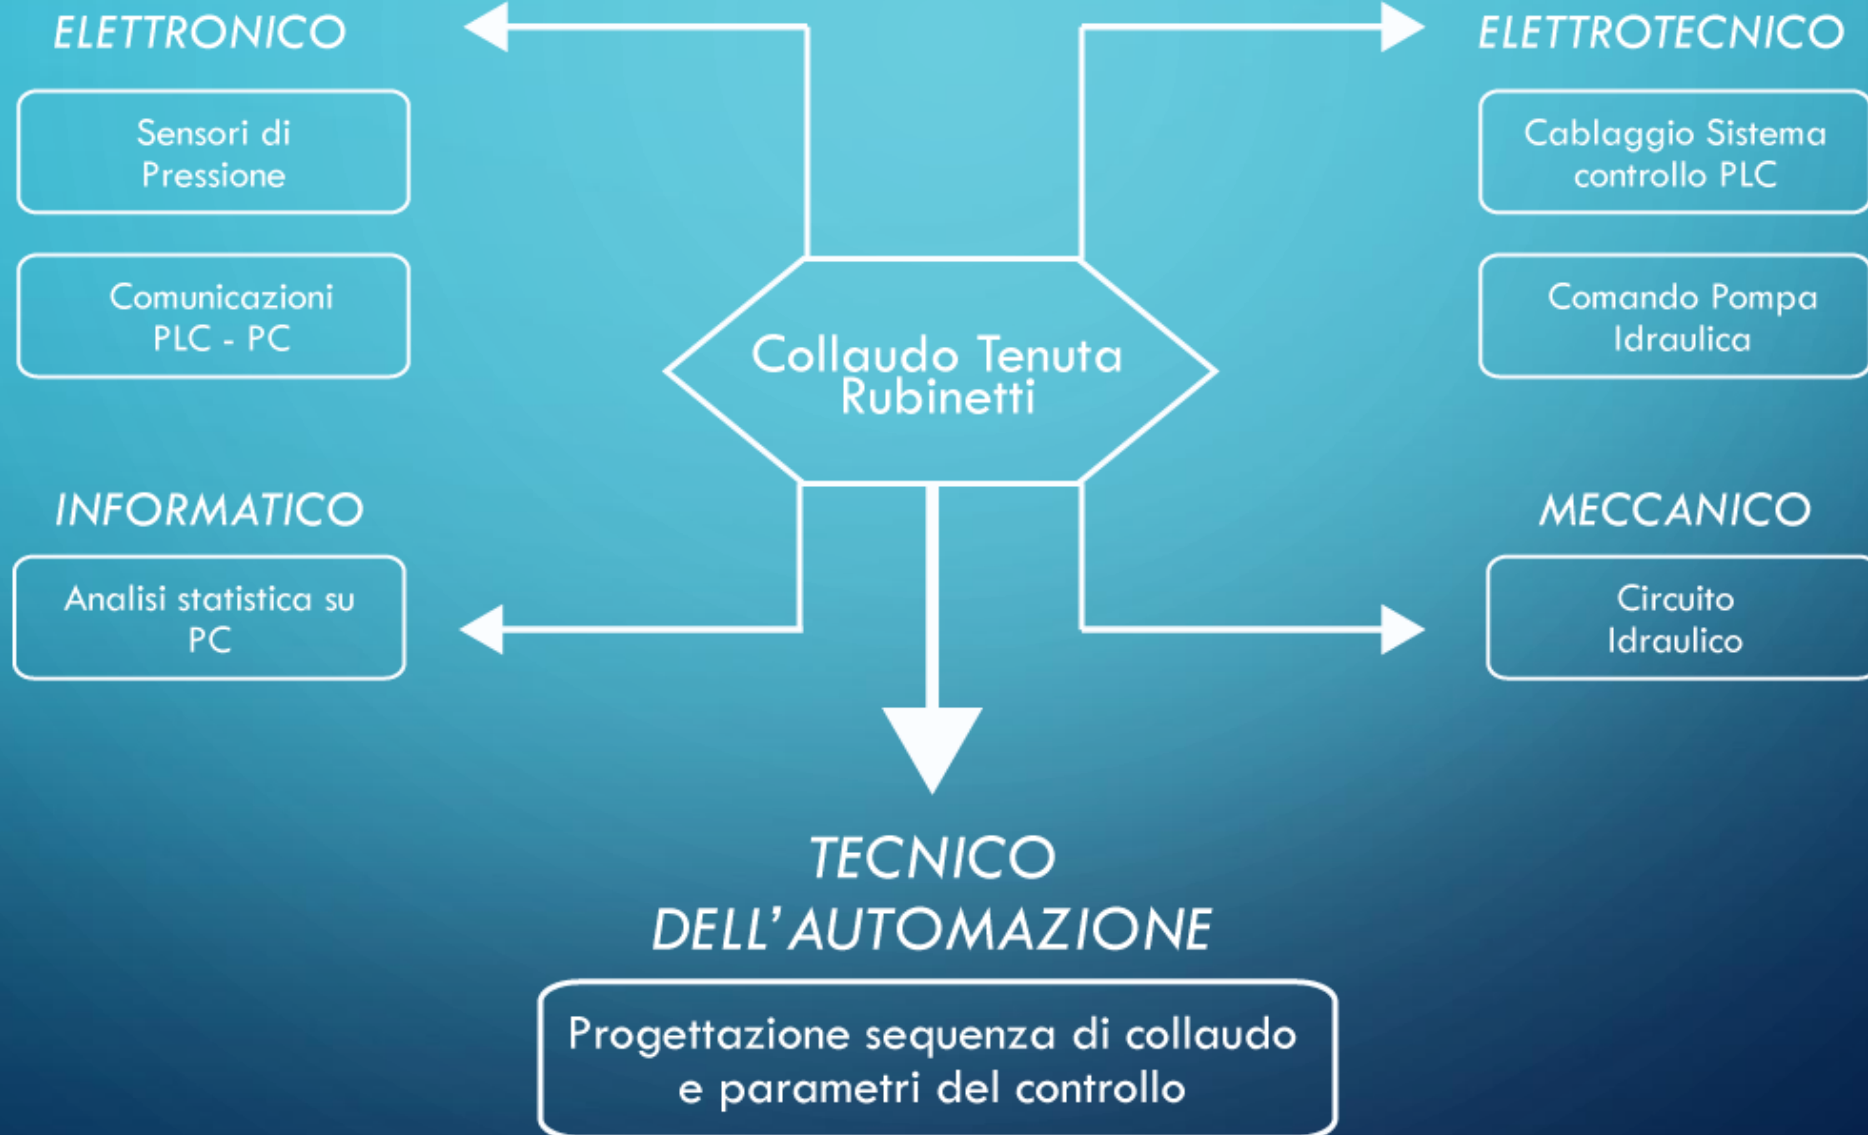 ELETTRONICO
Sensori di
Pressione
Comunicazioni
PLC - PC
ELETTROTECNICO
Cablaggio Sistema
controllo PLC
Comando Pompa
Idraulica
Collaudo Tenuta
Rubinetti
INFORMATICO
Analisi statistica su
PC
MECCANICO
Circuito
Idraulico
TECNICO
DELL'AUTOMAZIONE
Progettazione sequenza di collaudo
e parametri del controllo